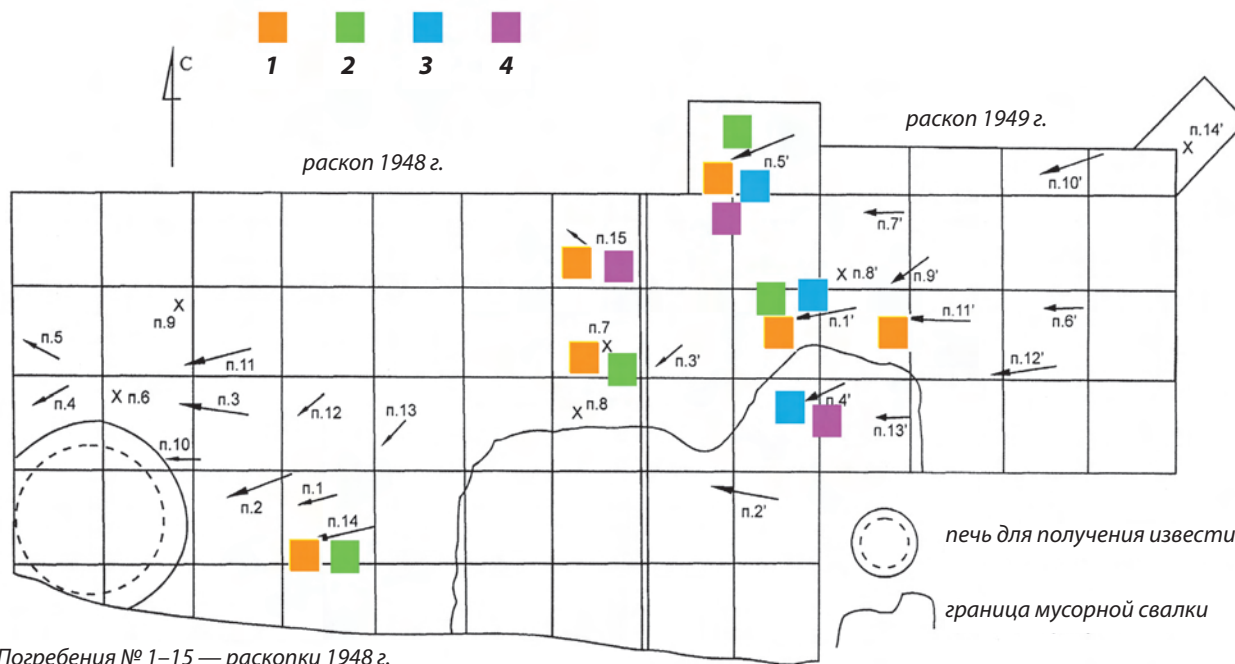 1 2 3 4
С
раскоп 1948 г.
раскоп 1949 г.
п.14'
п.5'
п.10'
п.7'
п.15
п.8'
п.9'
п.9
п.1'
п.11'
п.6'
п.5
п.7
п.11
п.3'
п.12'
п.4
п.6
п.3
п.12
п.13
п.8
п.4'
п.13'
п.10
п.2
п.1
п.14
п.2'
печь для получения извести
граница мусорной свалки
Погребения № 1–15 — раскопки 1948 г.